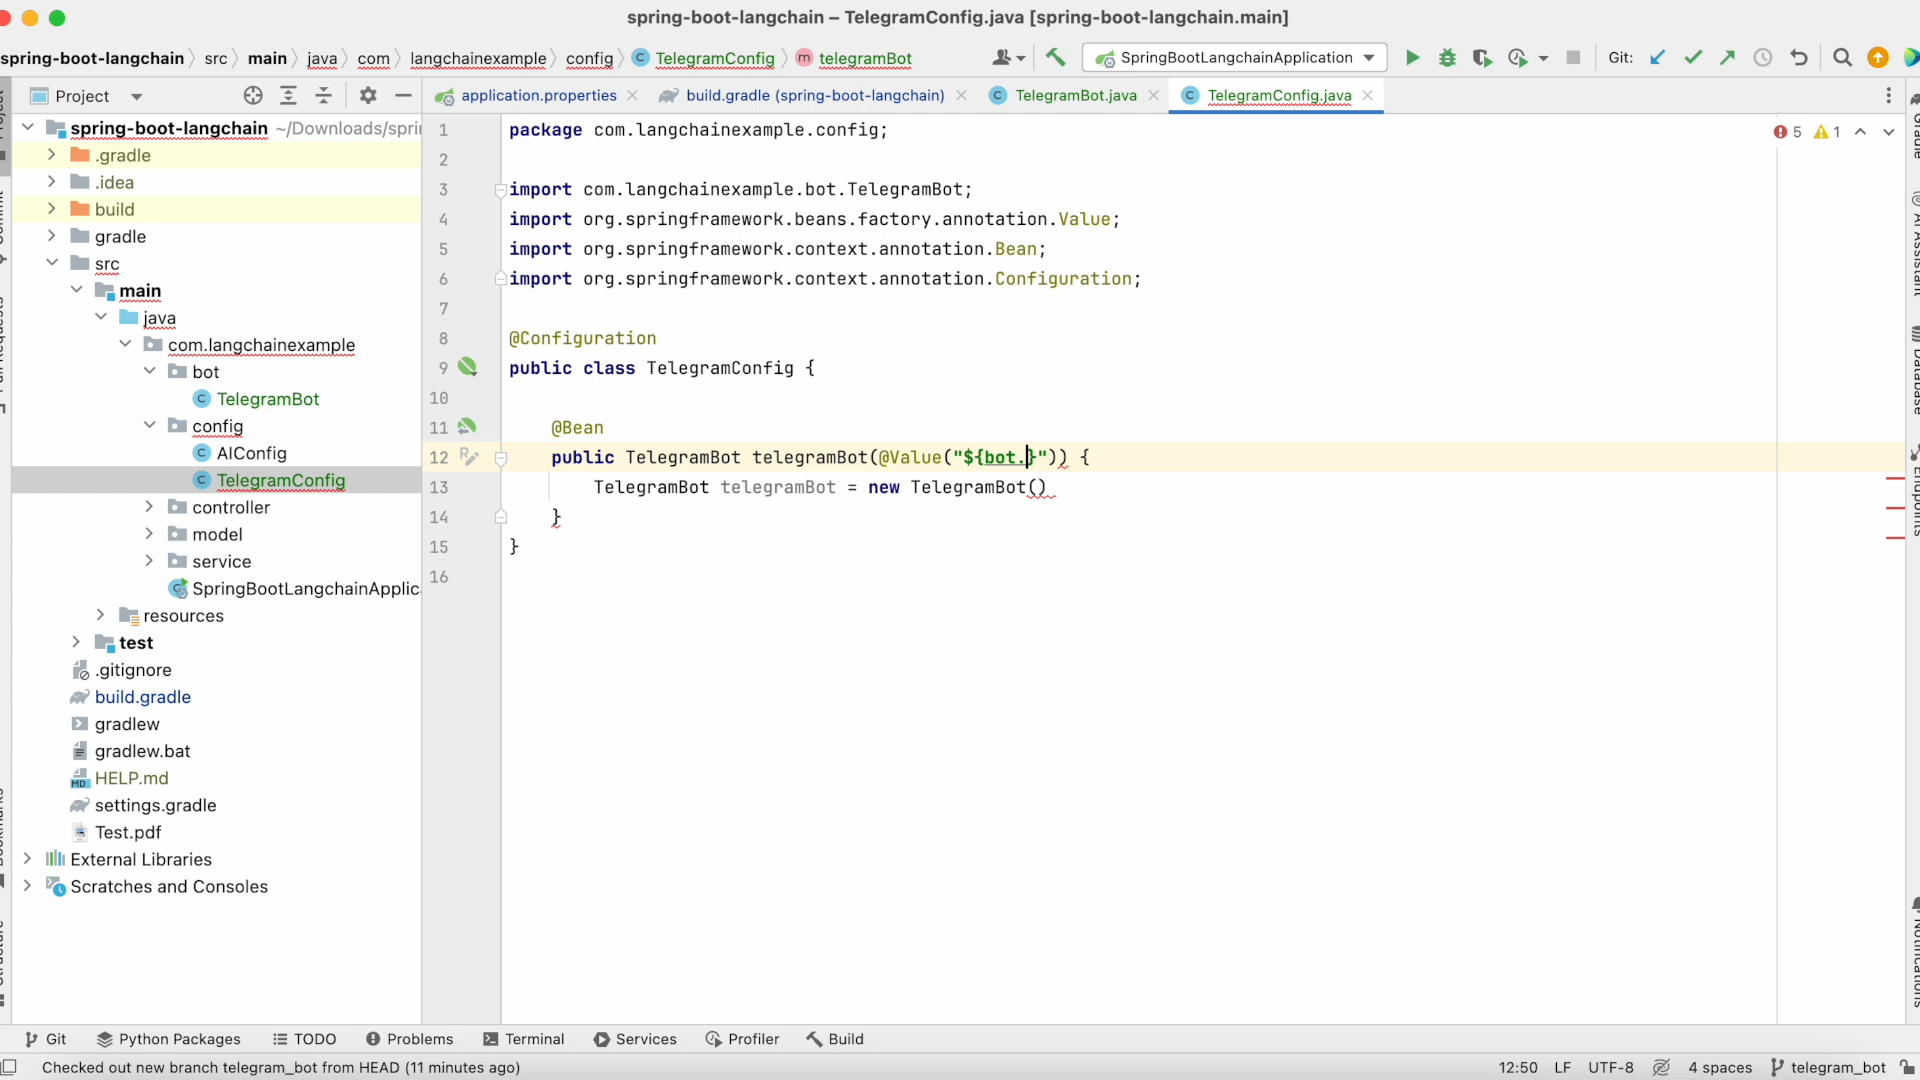 spring-boot-langchain – TelegramConfig.java [spring-boot-langchain.main]
spring-boot-langchain src main java com langchainexample config TelegramConfig telegramBot
SpringBootLangchainApplication
Git:
Project
application.properties
build.gradle (spring-boot-langchain)
TelegramBot.java
TelegramConfig.java
spring-boot-langchain ~/Downloads/spri
.gradle
.idea
build
gradle
src
main
java
com.langchainexample
bot
TelegramBot
config
AIConfig
TelegramConfig
controller
model
service
SpringBootLangchainApplic
resources
test
.gitignore
build.gradle
gradlew
gradlew.bat
HELP.md
settings.gradle
Test.pdf
External Libraries
Scratches and Consoles
1 package com.langchainexample.config;
2
3 import com.langchainexample.bot.TelegramBot;
4 import org.springframework.beans.factory.annotation.Value;
5 import org.springframework.context.annotation.Bean;
6 import org.springframework.context.annotation.Configuration;
7
8 @Configuration
9 public class TelegramConfig {
10
11 @Bean
12 public TelegramBot telegramBot(@Value("${bot.}")) {
13 TelegramBot telegramBot = new TelegramBot()
14 }
15 }
16
5 1
Gradle
AI Assistant
Database
Endpoints
Notifications
Git Python Packages TODO Problems Terminal Services Profiler Build
Checked out new branch telegram_bot from HEAD (11 minutes ago)
12:50 LF UTF-8 4 spaces telegram_bot